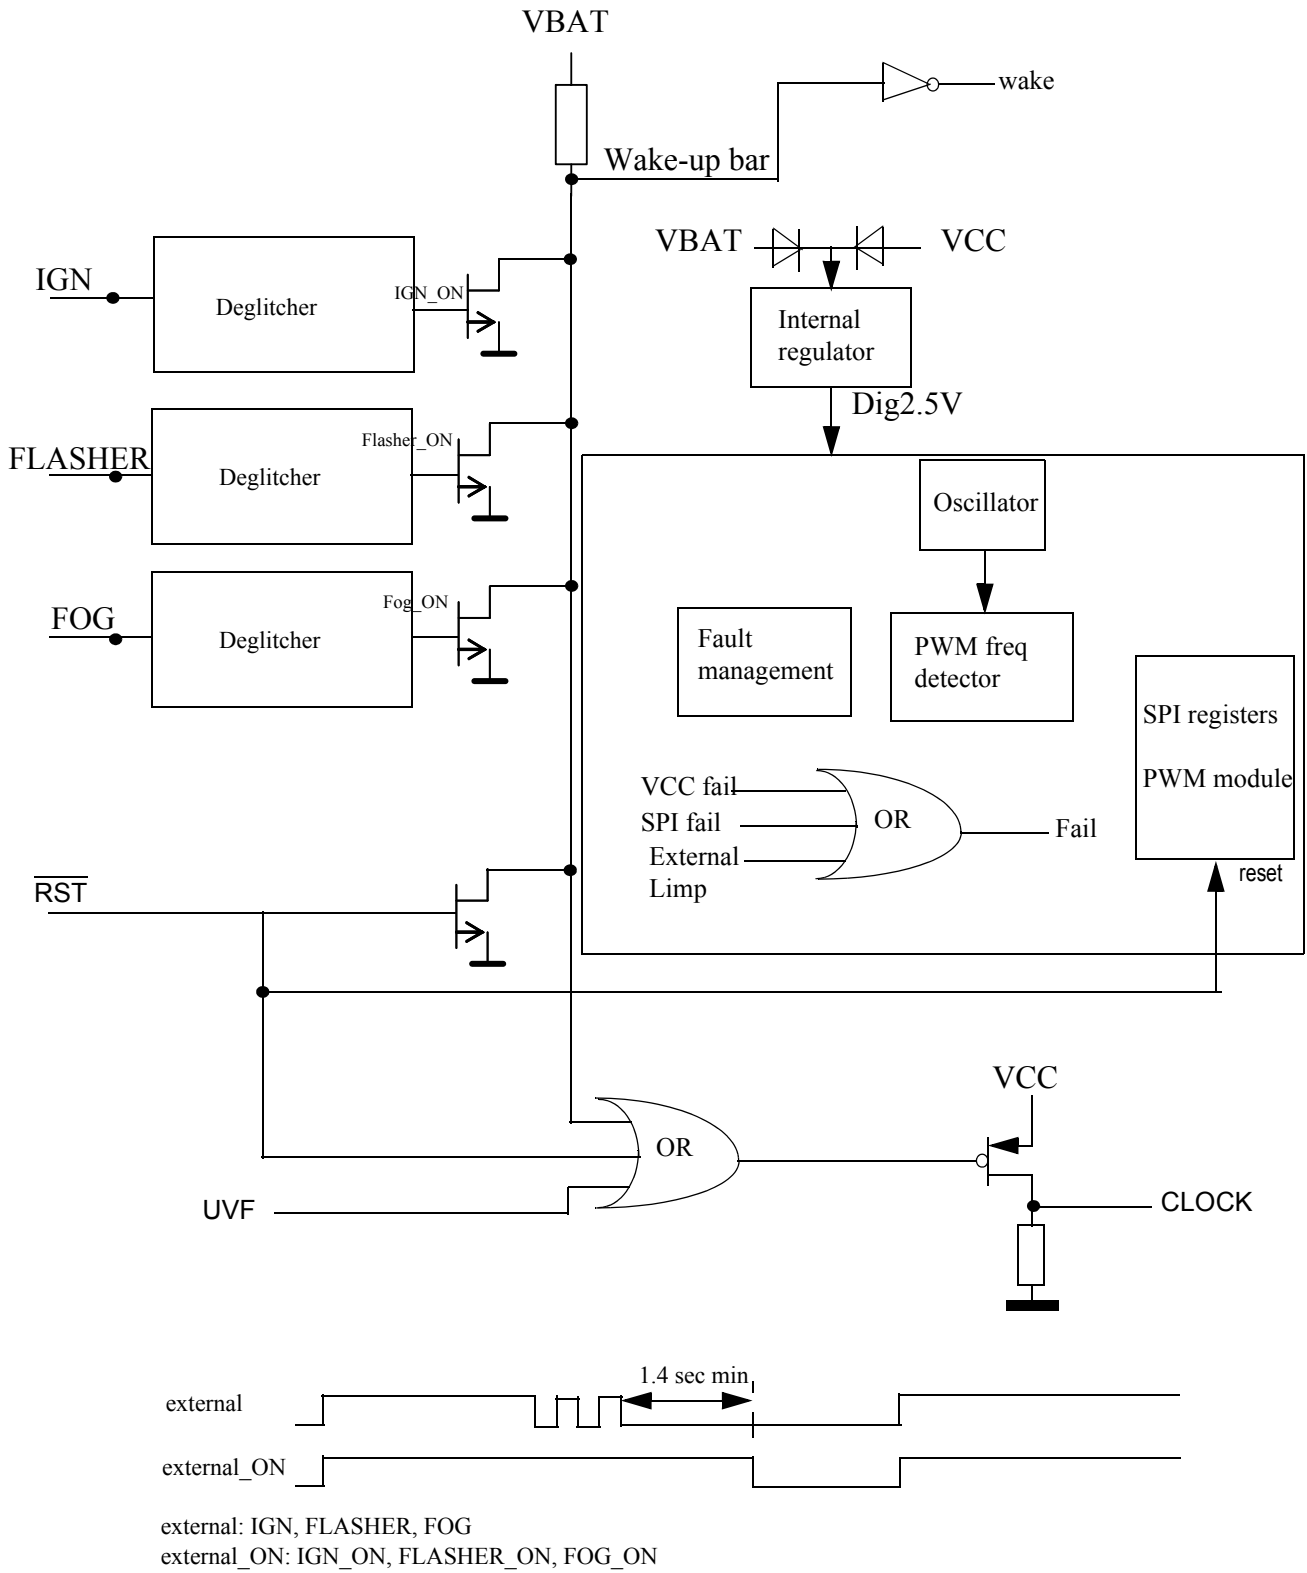 VBAT
wake
Wake-up bar
VBAT
VCC
IGN
Deglitcher
IGN_ON
Internal
regulator
Dig2.5V
FLASHER
Deglitcher
Flasher_ON
Oscillator
FOG
Deglitcher
Fog_ON
Fault
management
PWM freq
detector
SPI registers
PWM module
VCC fail
SPI fail
External
Limp
OR
Fail
reset
RST
VCC
OR
UVF
CLOCK
1.4 sec min
external
external_ON
external: IGN, FLASHER, FOG
external_ON: IGN_ON, FLASHER_ON, FOG_ON